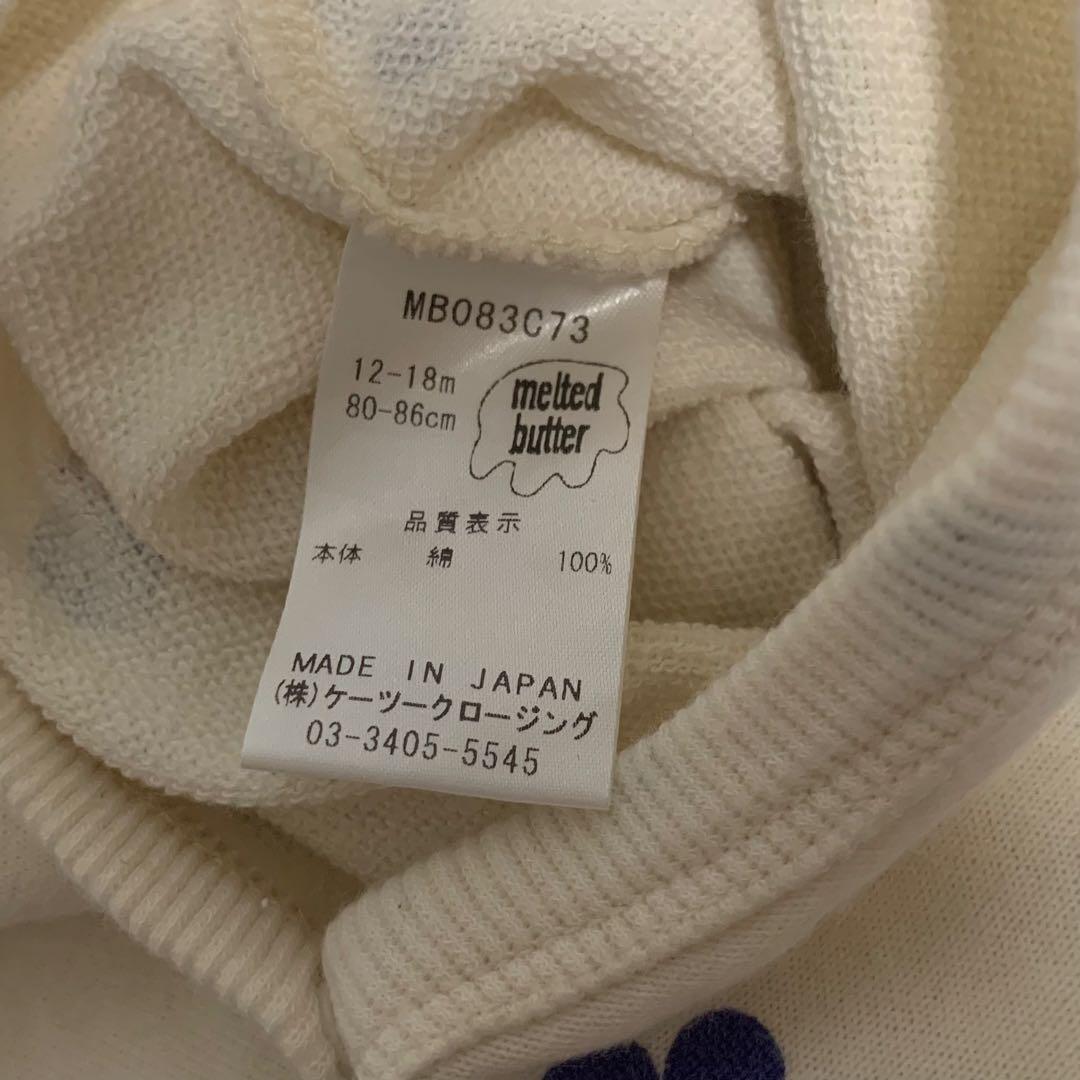 MB083C73
12-18m
80-86cm
melted
butter
品質表示
本体 綿 100%
MADE IN JAPAN
(株)ケーツークロージング
03-3405-5545